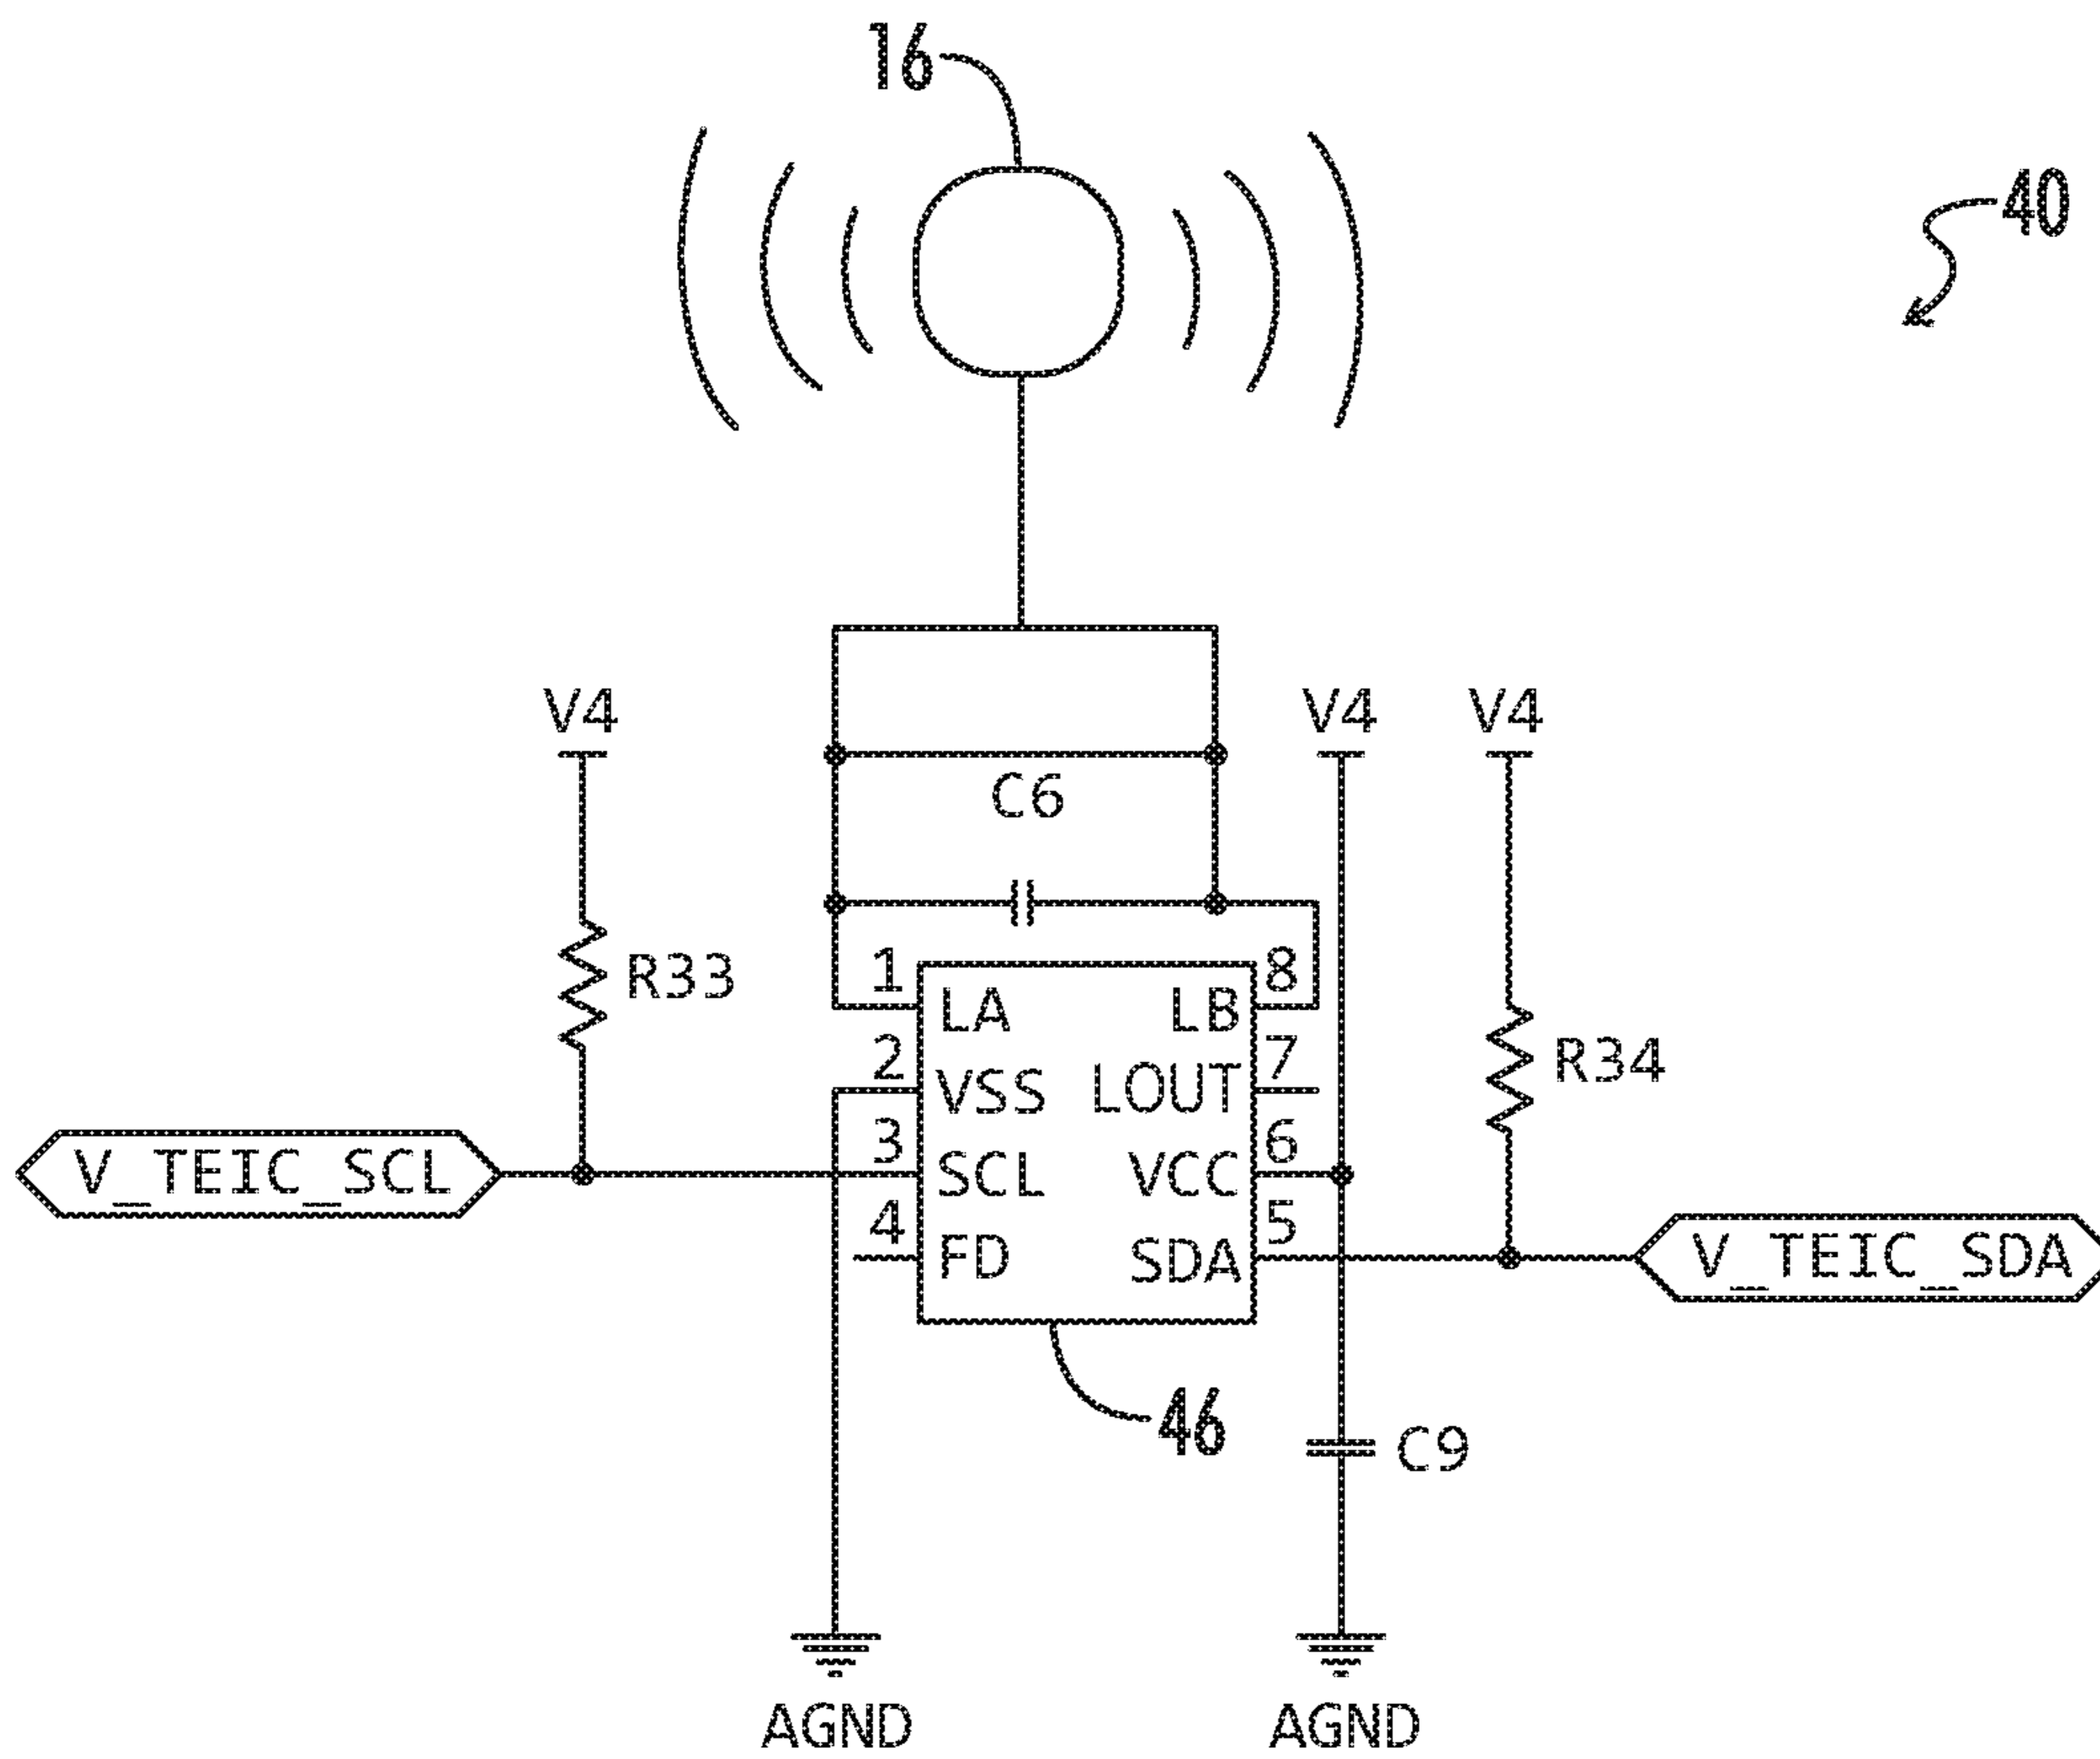 16
40
V4
V4
V4
C6
R33
R34
1
LA
LB
8
2
VSS
LOUT
7
3
SCL
VCC
6
4
FD
SDA
5
V_TEIC_SCL
V_TEIC_SDA
46
C9
AGND
AGND